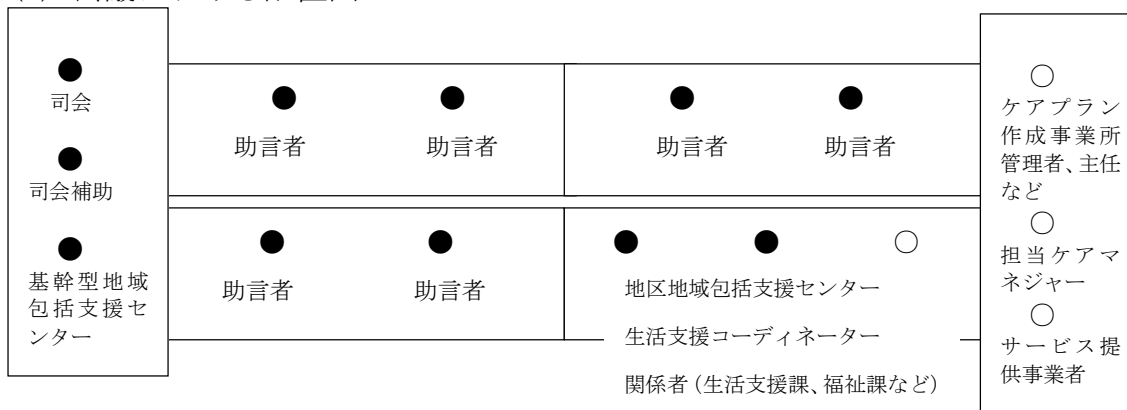 ●
司会
●
司会補助
●
基幹型地域
包括支援セ
ンター
● ● ● ●
助言者 助言者 助言者 助言者
● ● ● ● ○
助言者 助言者
地区地域包括支援センター
生活支援コーディネーター
関係者(生活支援課、福祉課など)
○
ケアプラン
作成事業所
管理者、主任
など
○
担当ケアマ
ネジャー
○
サービス提
供事業者